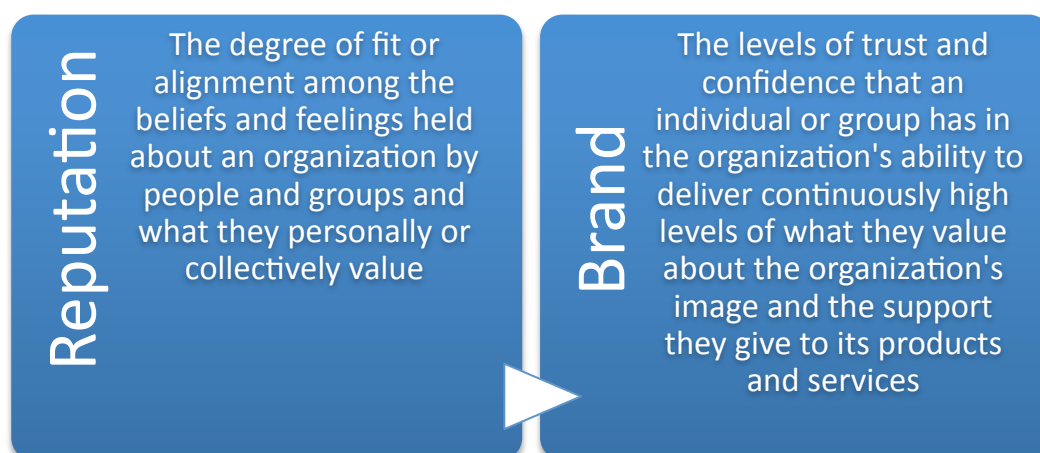 Reputation
The degree of fit or
alignment among the
beliefs and feelings held
about an organization by
people and groups and
what they personally or
collectively value
Brand
The levels of trust and
confidence that an
individual or group has in
the organization's ability to
deliver continuously high
levels of what they value
about the organization's
image and the support
they give to its products
and services